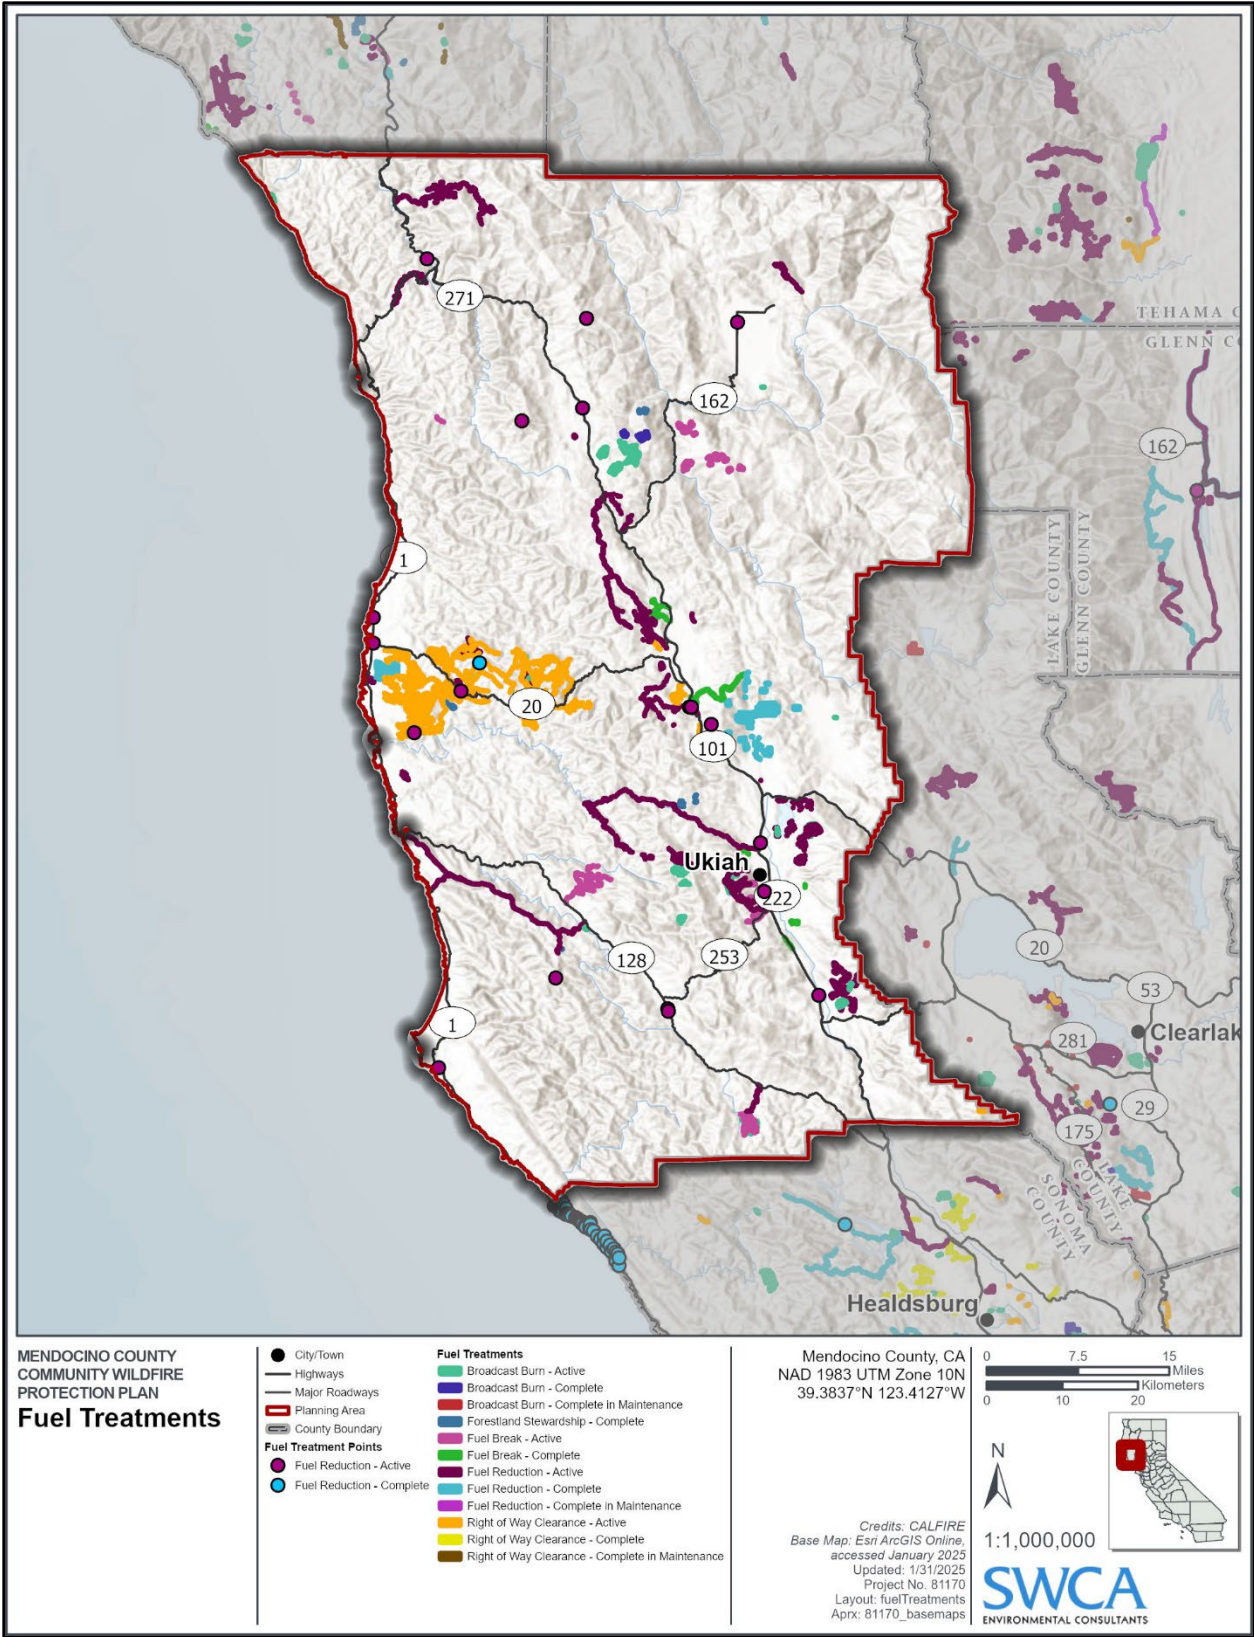 271
162
TEHAMA C
GLENN C
162
1
LAKE COUNTY
GLENN COUNTY
20
101
Ukiah
222
128
253
20
53
1
281
Clearlak
29
175
LAKE
COUNTY
SONOMA
COUNTY
Healdsburg
MENDOCINO COUNTY
COMMUNITY WILDFIRE
PROTECTION PLAN
Fuel Treatments
City/Town
Highways
Major Roadways
Planning Area
County Boundary
Fuel Treatment Points
Fuel Reduction - Active
Fuel Reduction - Complete
Fuel Treatments
Broadcast Burn - Active
Broadcast Burn - Complete
Broadcast Burn - Complete in Maintenance
Forestland Stewardship - Complete
Fuel Break - Active
Fuel Break - Complete
Fuel Reduction - Active
Fuel Reduction - Complete
Fuel Reduction - Complete in Maintenance
Right of Way Clearance - Active
Right of Way Clearance - Complete
Right of Way Clearance - Complete in Maintenance
Mendocino County, CA
NAD 1983 UTM Zone 10N
39.3837°N 123.4127°W
Credits: CALFIRE
Base Map: Esri ArcGIS Online,
accessed January 2025
Updated: 1/31/2025
Project No. 81170
Layout: fuelTreatments
Aprx: 81170_basemaps
0 7.5 15
Miles
Kilometers
0 10 20
N
1:1,000,000
SWCA
ENVIRONMENTAL CONSULTANTS